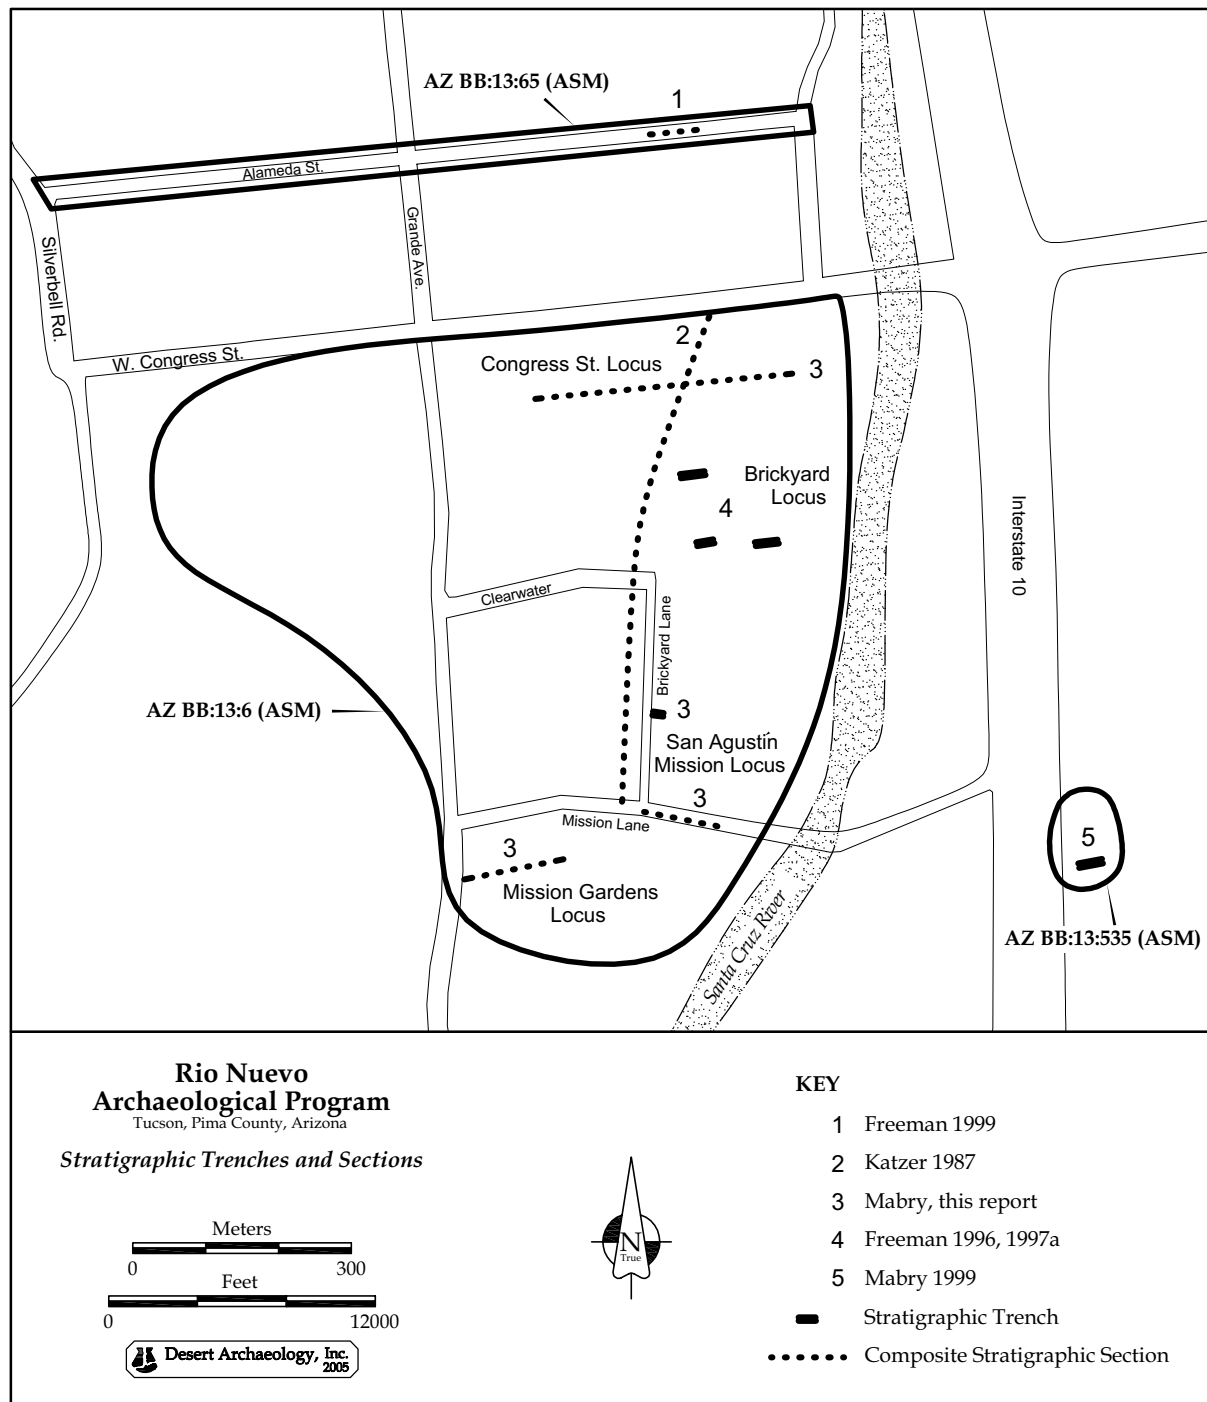 AZ BB:13:65 (ASM)
1
Alameda St.
Grande Ave.
Silverbell Rd.
W. Congress St.
2
Congress St. Locus
3
Brickyard
Locus
4
Interstate 10
Clearwater
Brickyard Lane
AZ BB:13:6 (ASM)
3
San Agustín
Mission Locus
3
Mission Lane
3
Mission Gardens
Locus
5
Santa Cruz River
AZ BB:13:535 (ASM)
Rio Nuevo
Archaeological Program
Tucson, Pima County, Arizona
Stratigraphic Trenches and Sections
Meters
0 300
Feet
0 12000
Desert Archaeology, Inc.
2005
N
True
KEY
1 Freeman 1999
2 Katzer 1987
3 Mabry, this report
4 Freeman 1996, 1997a
5 Mabry 1999
Stratigraphic Trench
Composite Stratigraphic Section